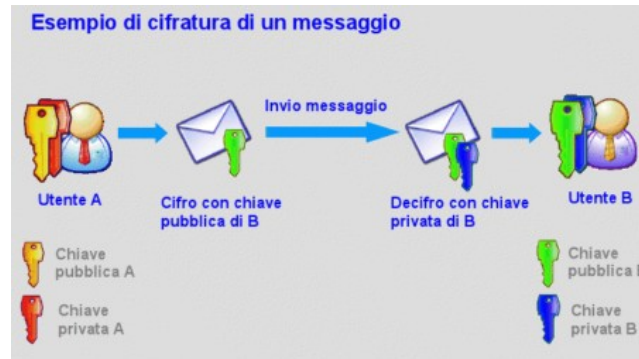 Esempio di cifratura di un messaggio
Invio messaggio
Utente A
Cifro con chiave
pubblica di B
Decifro con chiave
privata di B
Utente B
Chiave
pubblica A
Chiave
privata A
Chiave
pubblica
Chiave
privata B